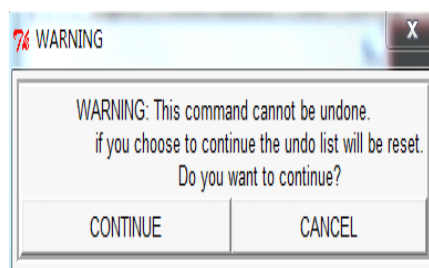 WARNING
X
WARNING: This command cannot be undone.
if you choose to continue the undo list will be reset.
Do you want to continue?
CONTINUE CANCEL